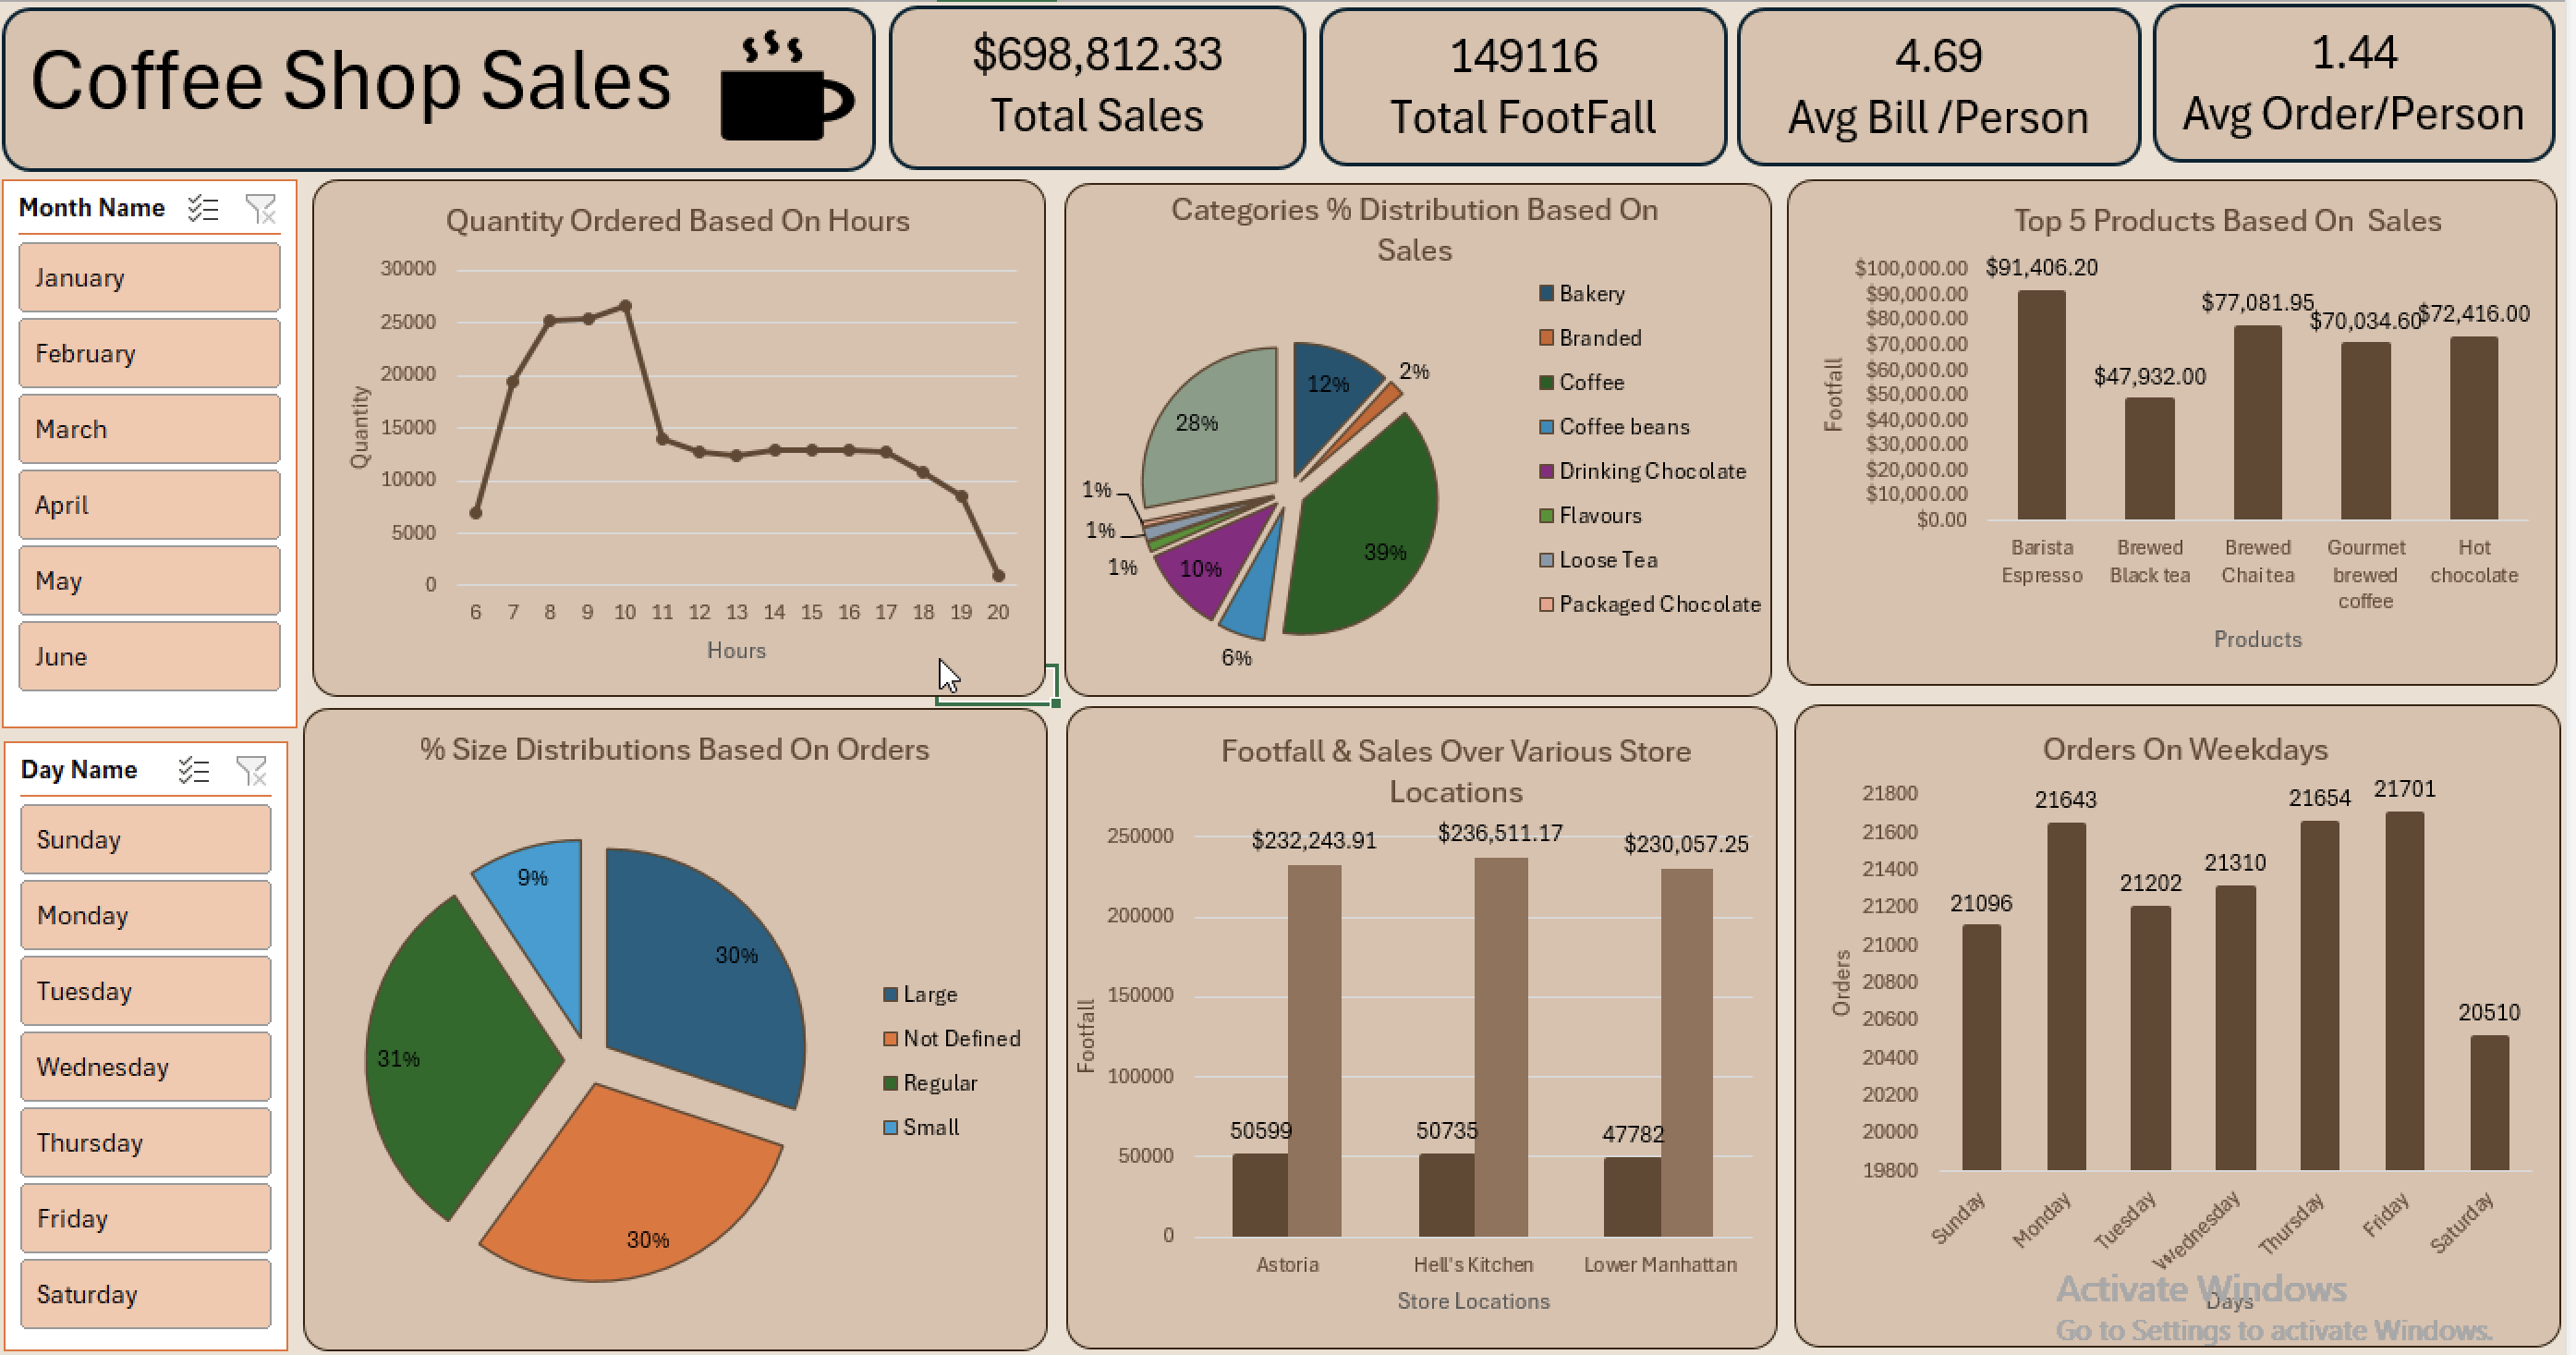 Coffee Shop Sales
$698,812.33
Total Sales
149116
Total FootFall
4.69
Avg Bill /Person
1.44
Avg Order/Person
Month Name
January
February
March
April
May
June
Day Name
Sunday
Monday
Tuesday
Wednesday
Thursday
Friday
Saturday
Quantity Ordered Based On Hours
30000
25000
20000
15000
10000
5000
0
Quantity
6 7 8 9 10 11 12 13 14 15 16 17 18 19 20
Hours
Categories % Distribution Based On
Sales
12%
2%
39%
6%
10%
1%
1%
1%
28%
Bakery
Branded
Coffee
Coffee beans
Drinking Chocolate
Flavours
Loose Tea
Packaged Chocolate
Top 5 Products Based On  Sales
$100,000.00
$90,000.00
$80,000.00
$70,000.00
$60,000.00
$50,000.00
$40,000.00
$30,000.00
$20,000.00
$10,000.00
$0.00
Footfall
$91,406.20
$47,932.00
$77,081.95
$70,034.60
$72,416.00
Barista
Espresso
Brewed
Black tea
Brewed
Chai tea
Gourmet
brewed
coffee
Hot
chocolate
Products
% Size Distributions Based On Orders
30%
30%
31%
9%
Large
Not Defined
Regular
Small
Footfall & Sales Over Various Store
Locations
250000
200000
150000
100000
50000
0
Footfall
$232,243.91
$236,511.17
$230,057.25
50599
50735
47782
Astoria
Hell's Kitchen
Lower Manhattan
Store Locations
Orders On Weekdays
21800
21600
21400
21200
21000
20800
20600
20400
20200
20000
19800
Orders
21096
21643
21202
21310
21654
21701
20510
Sunday
Monday
Tuesday
Wednesday
Thursday
Friday
Saturday
Days
Activate Windows
Go to Settings to activate Windows.